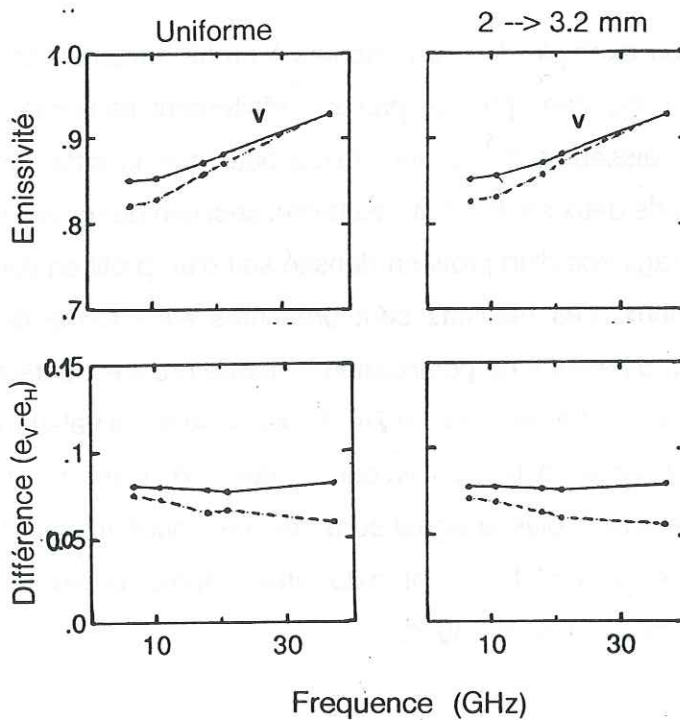 Uniforme
2 --> 3.2 mm
Emissivité
1.0
.9
.8
.7
V
V
Différence (eV-eH)
0.15
.1
0.05
.0
10
30
10
30
Frequence (GHz)